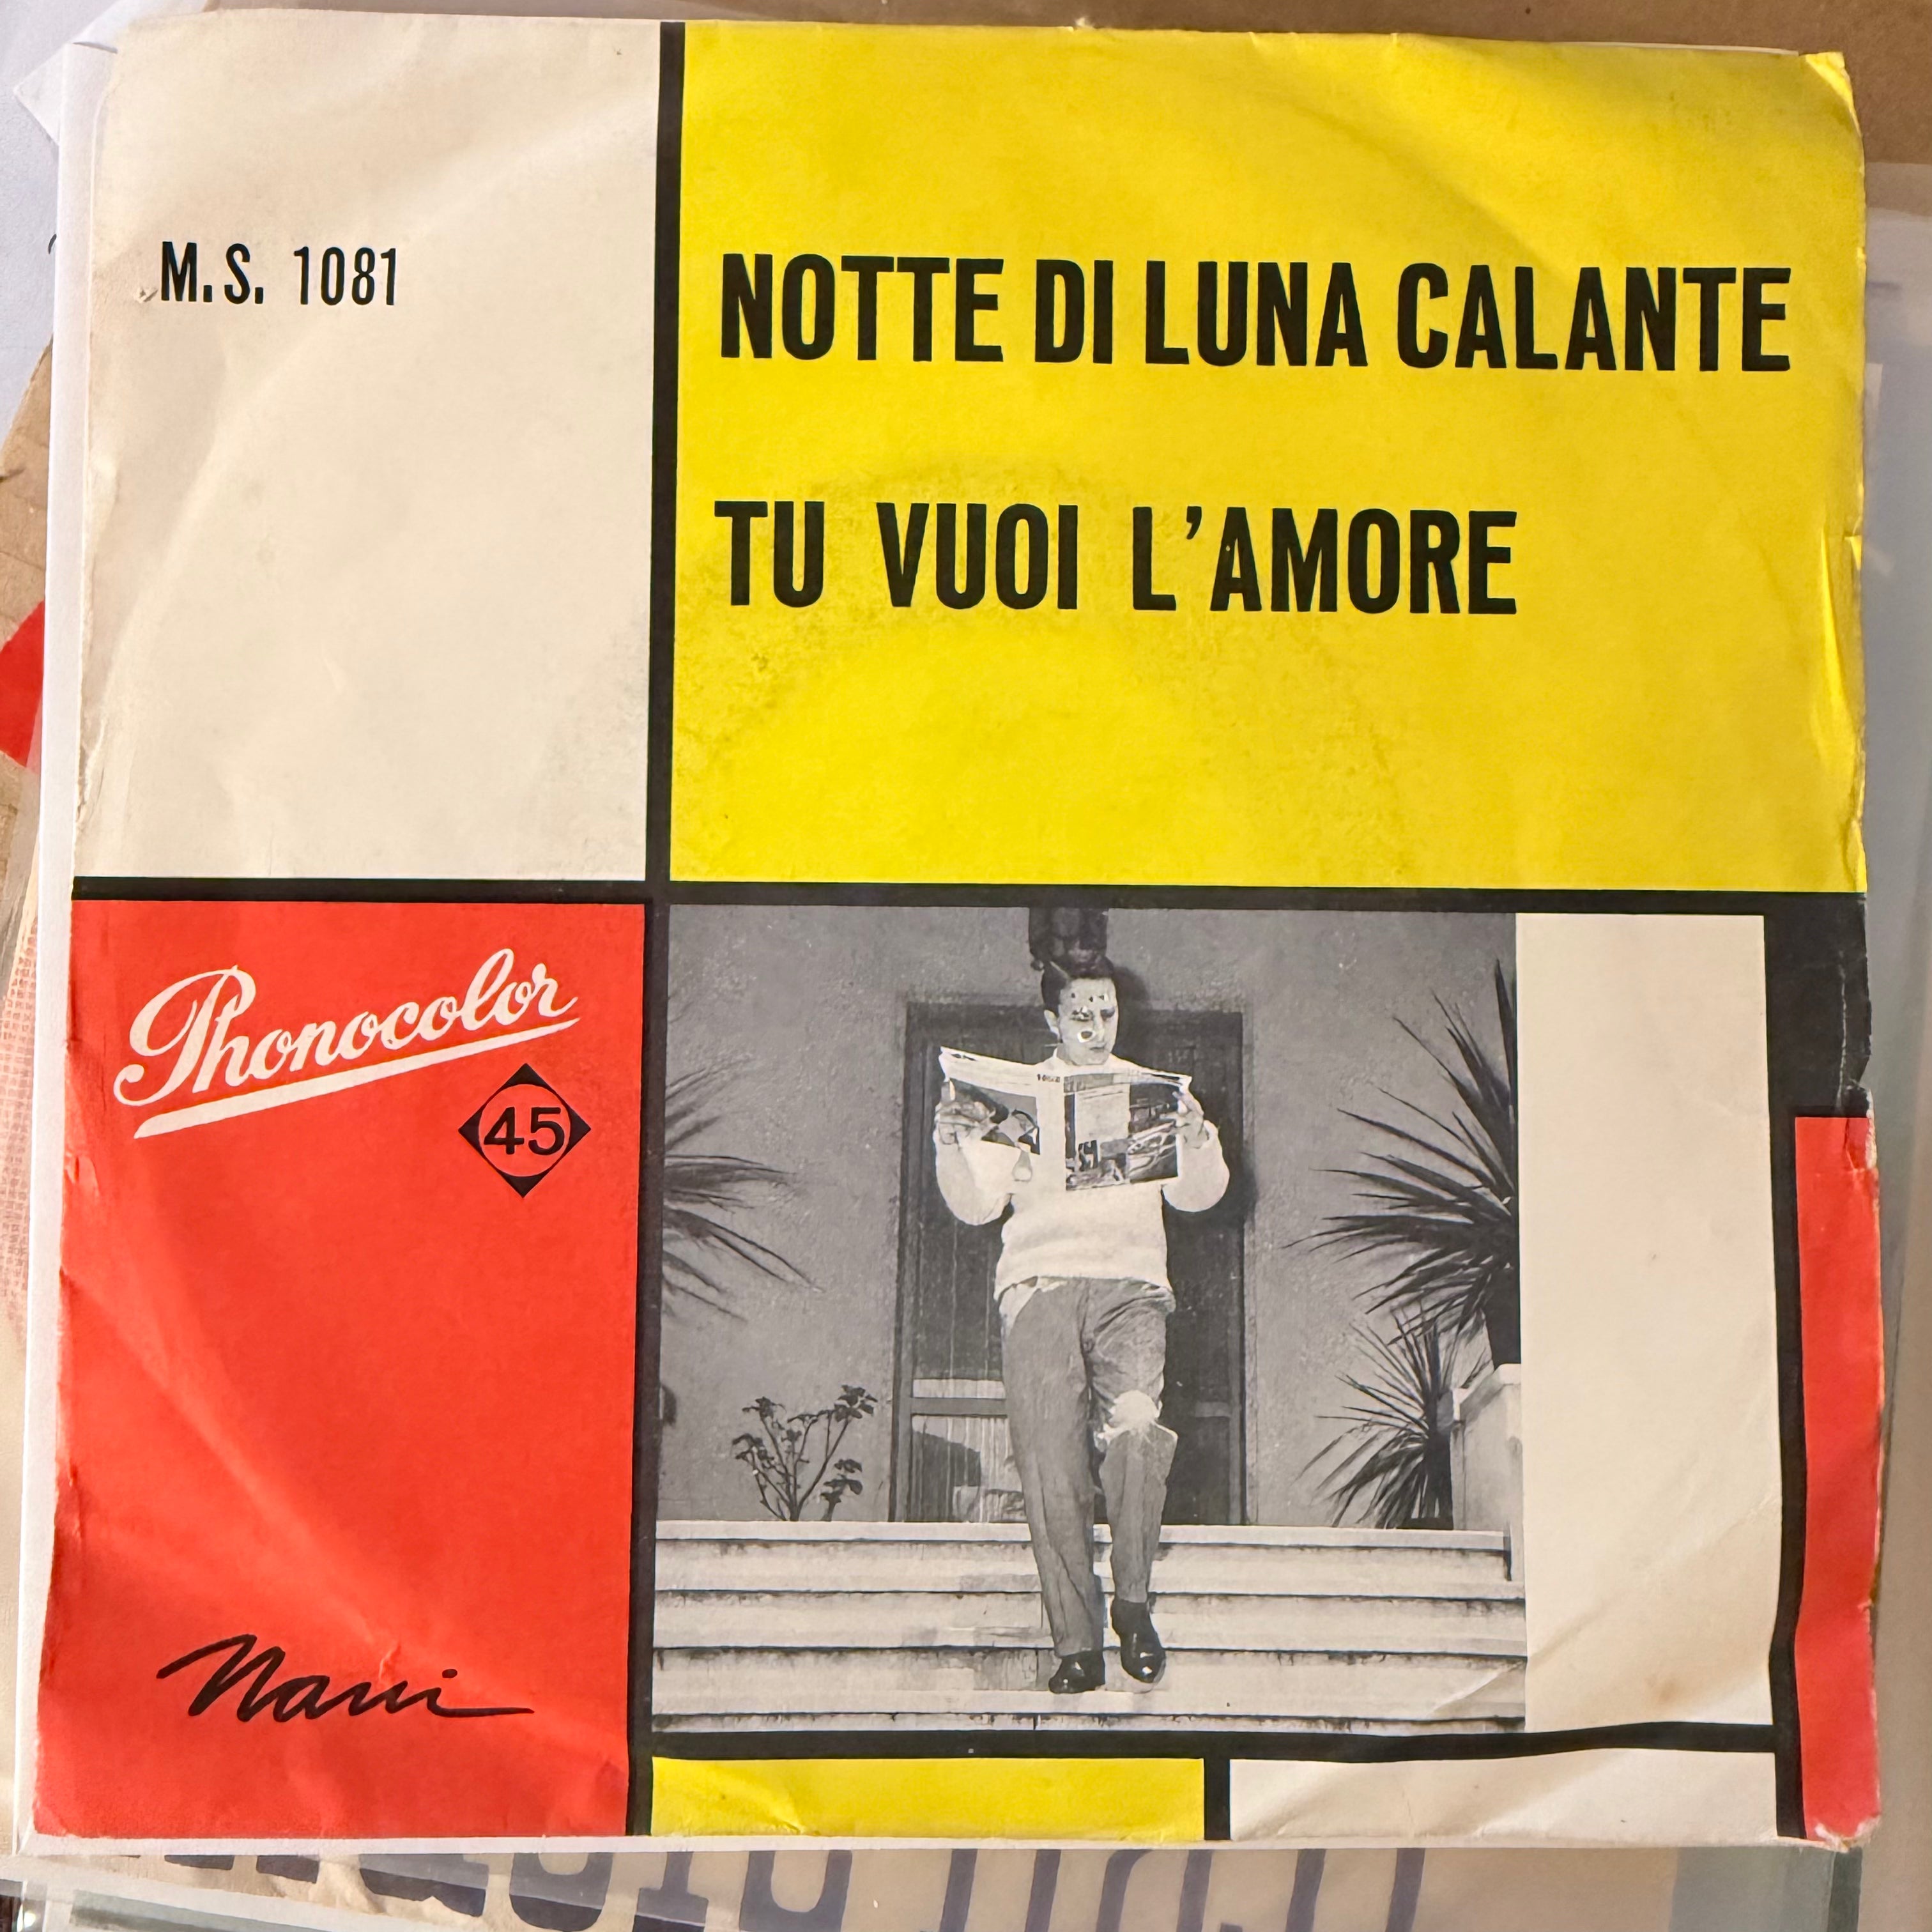 M.S. 1081
NOTTE DI LUNA CALANTE
TU VUOI L'AMORE
Phonocolor
45
Nani